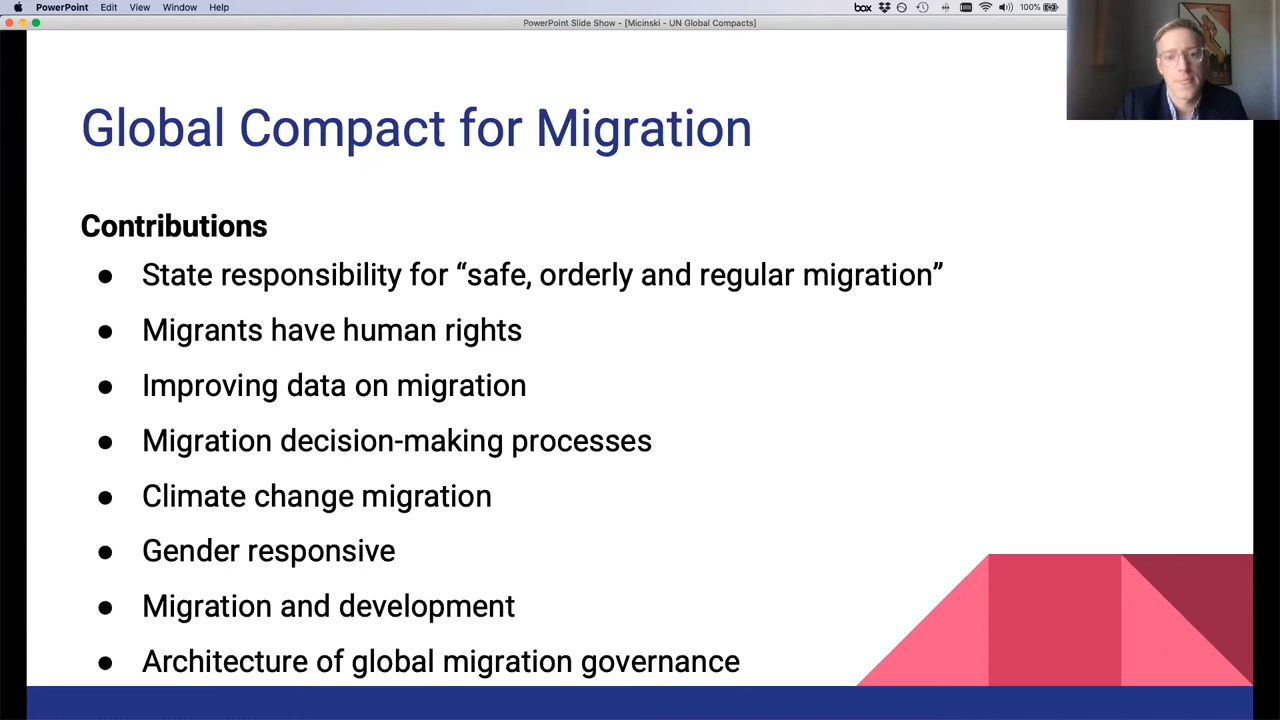 PowerPoint Edit View Window Help
box 100%
PowerPoint Slide Show - [Micinski - UN Global Compacts]
Global Compact for Migration
Contributions
● State responsibility for “safe, orderly and regular migration”
● Migrants have human rights
● Improving data on migration
● Migration decision-making processes
● Climate change migration
● Gender responsive
● Migration and development
● Architecture of global migration governance